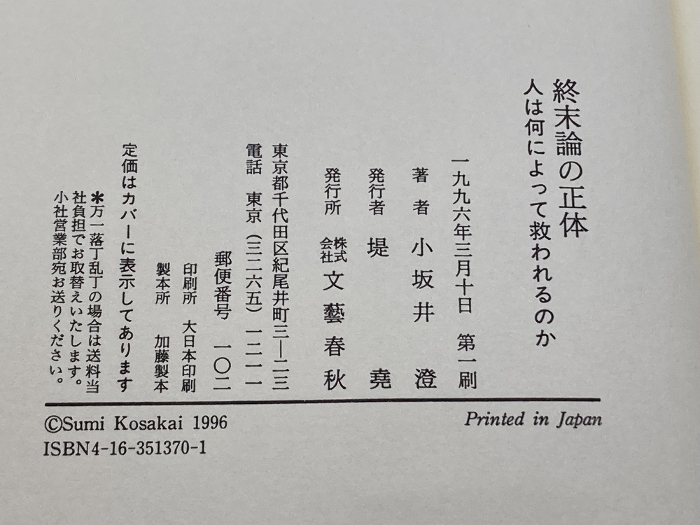 終末論の正体
人は何によって救われるのか
一九九六年三月十日　第一刷
著者　小坂井　澄
発行者　堤　堯
発行所　株式会社　文藝春秋
東京都千代田区紀尾井町三―二三
電話　東京（三二六五）一二一一
郵便番号　一〇二
印刷所　大日本印刷
製本所　加藤製本
定価はカバーに表示してあります
＊万一落丁乱丁の場合は送料当
社負担でお取替えいたします。
小社営業部宛お送りください。
©Sumi Kosakai 1996
Printed in Japan
ISBN4-16-351370-1